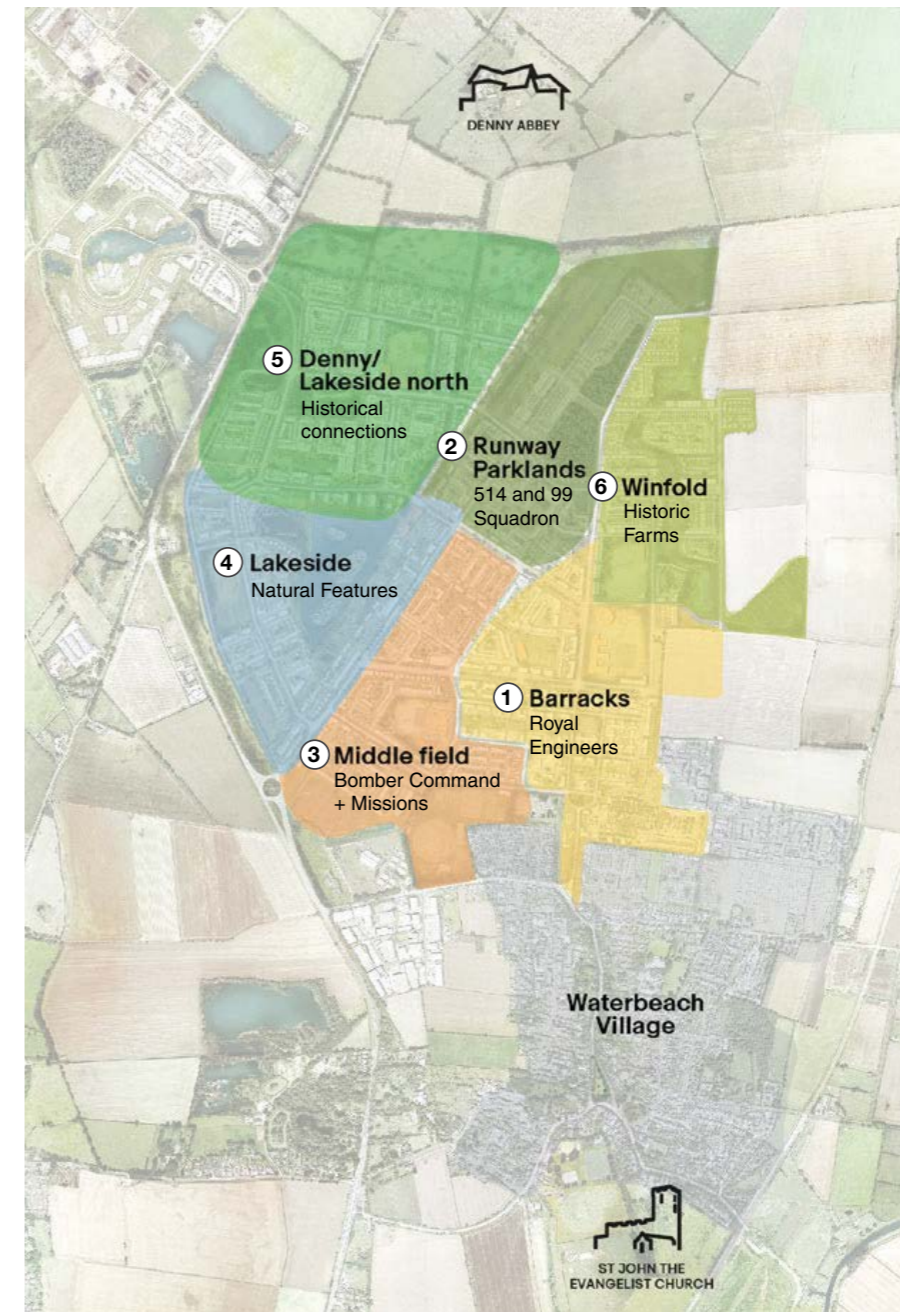 DENNY ABBEY
5 Denny/
Lakeside north
Historical
connections
2 Runway
Parklands
514 and 99
Squadron
6 Winfold
Historic
Farms
4 Lakeside
Natural Features
1 Barracks
Royal
Engineers
3 Middle field
Bomber Command
+ Missions
Waterbeach
Village
ST JOHN THE
EVANGELIST CHURCH